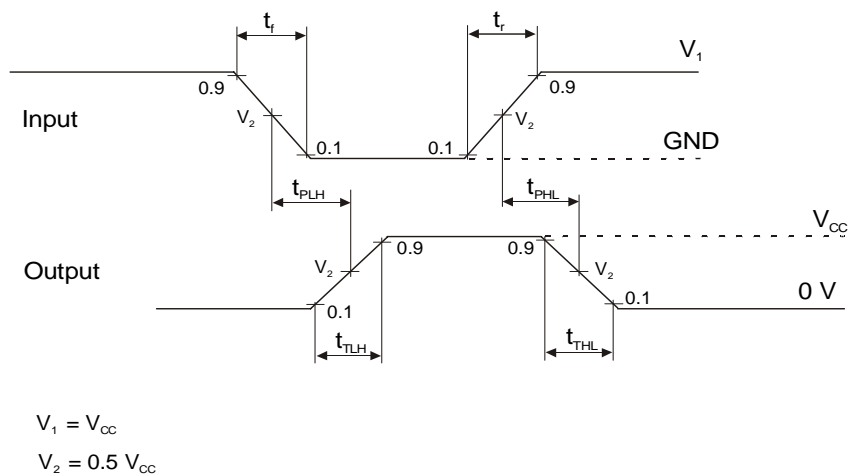 t_f t_r
V_1
0.9 0.9
Input V_2 V_2
0.1 0.1
GND
t_PLH t_PHL
V_CC
0.9 0.9
Output V_2 V_2
0.1 0.1 0 V
t_TLH t_THL
V_1 = V_CC
V_2 = 0.5 V_CC